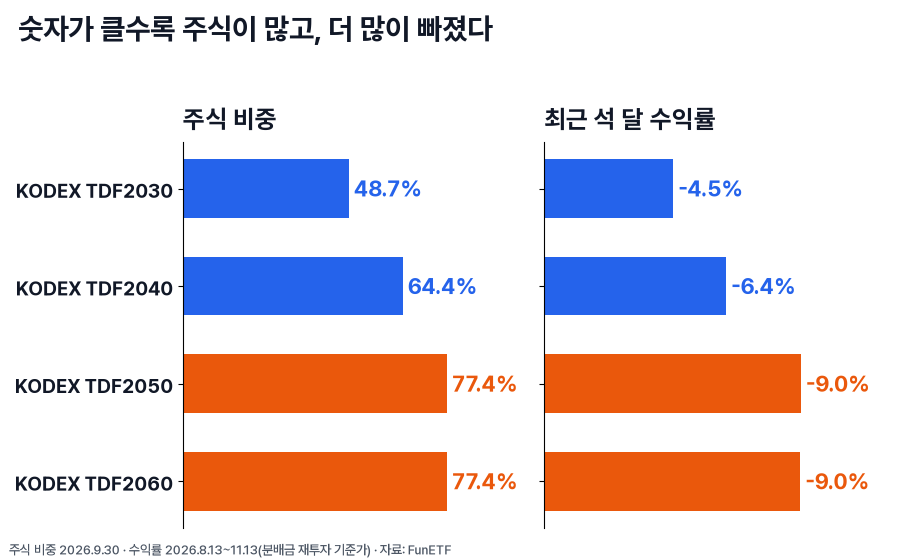 숫자가 클수록 주식이 많고, 더 많이 빠졌다
주식 비중
최근 석 달 수익률
KODEX TDF2030 48.7% -4.5%
KODEX TDF2040 64.4% -6.4%
KODEX TDF2050 77.4% -9.0%
KODEX TDF2060 77.4% -9.0%
주식 비중 2026.9.30 · 수익률 2026.8.13~11.13(분배금 재투자 기준가) · 자료: FunETF